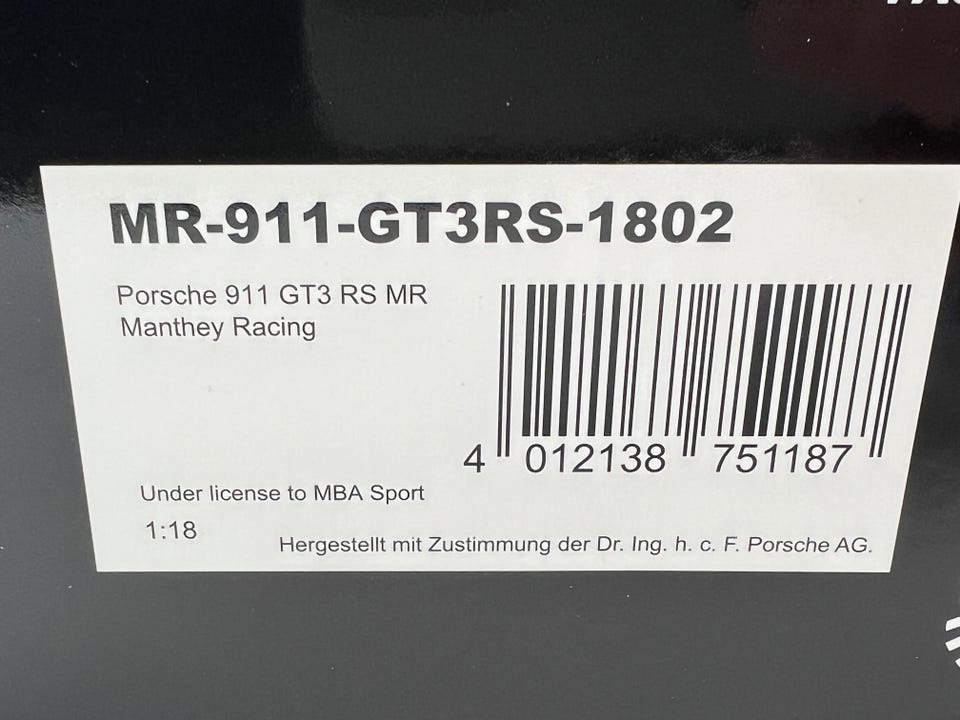 MR-911-GT3RS-1802
Porsche 911 GT3 RS MR
Manthey Racing
4 012138 751187
Under license to MBA Sport
1:18
Hergestellt mit Zustimmung der Dr. Ing. h. c. F. Porsche AG.